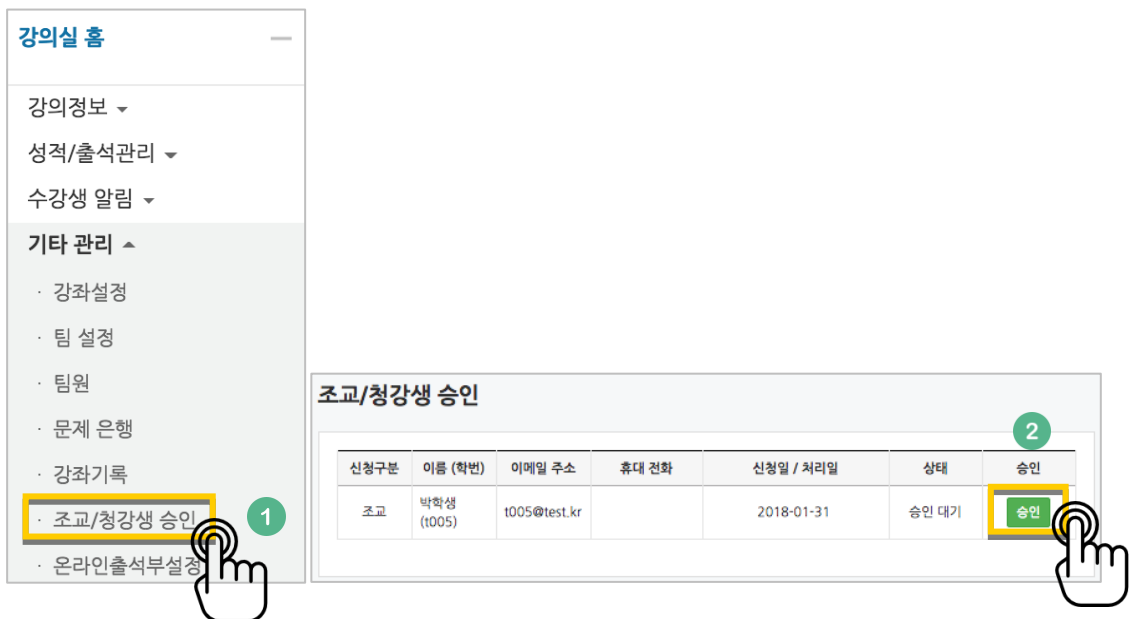 강의실 홈
강의정보
성적/출석관리
수강생 알림
기타 관리
· 강좌설정
· 팀 설정
· 팀원
· 문제 은행
· 강좌기록
· 조교/청강생 승인
1
· 온라인출석부설정
조교/청강생 승인
2
신청구분 이름 (학번) 이메일 주소 휴대 전화 신청일 / 처리일 상태 승인
조교 박학생 (t005) t005@test.kr 2018-01-31 승인 대기 승인